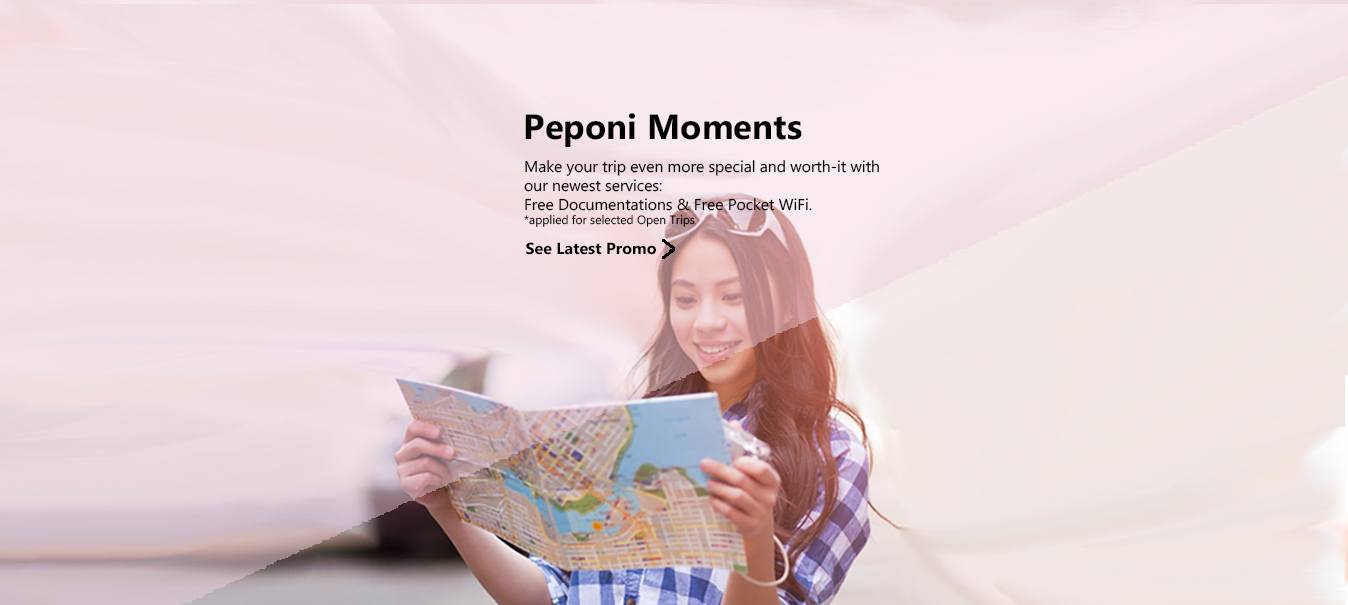 Peponi Moments
Make your trip even more special and worth-it with
our newest services:
Free Documentations & Free Pocket WiFi.
*applied for selected Open Trips
See Latest Promo